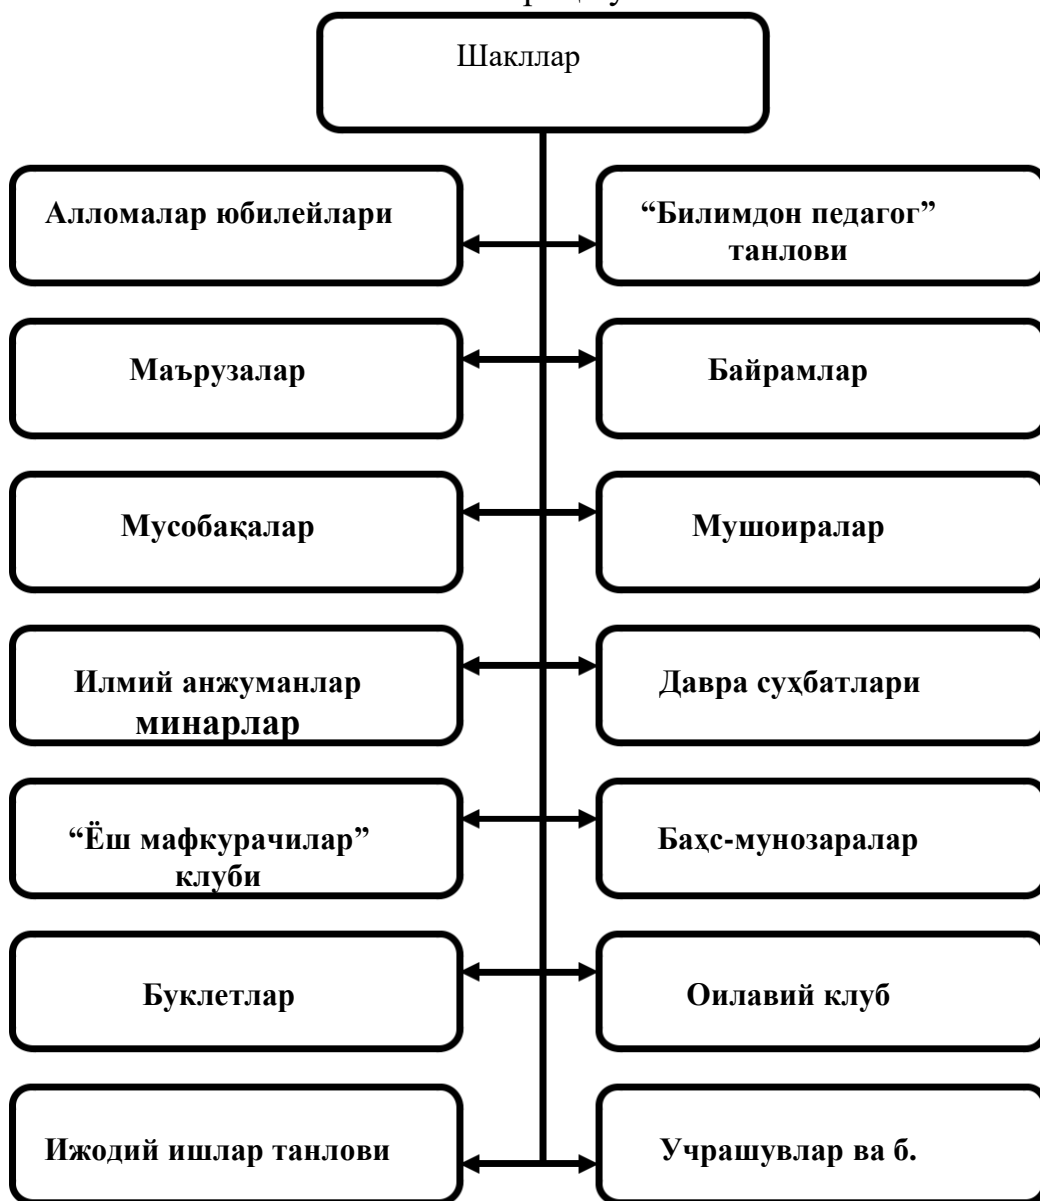 Шакллар
Алломалар юбилейлари
“Билимдон педагог”
танлови
Маърузалар
Байрамлар
Мусобақалар
Мушоиралар
Илмий анжуманлар
минарлар
Давра суҳбатлари
“Ёш мафкурачилар”
клуби
Баҳс-мунозаралар
Буклетлар
Оилавий клуб
Ижодий ишлар танлови
Учрашувлар ва б.